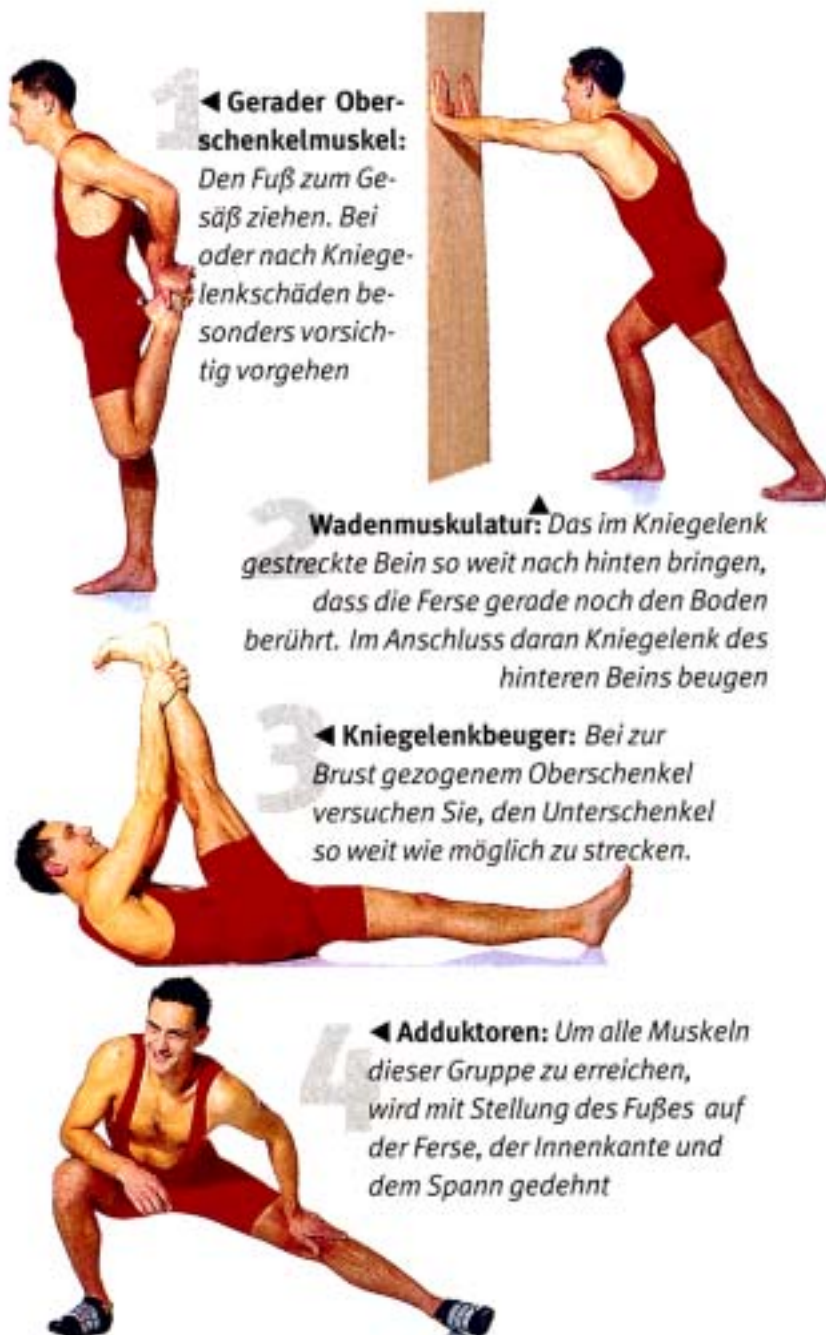 1
◄ Gerader Ober-
schenkelmuskel:
Den Fuß zum Ge-
säß ziehen. Bei
oder nach Kniege-
lenkschäden be-
sonders vorsich-
tig vorgehen
2
▲
Wadenmuskulatur: Das im Kniegelenk
gestreckte Bein so weit nach hinten bringen,
dass die Ferse gerade noch den Boden
berührt. Im Anschluss daran Kniegelenk des
hinteren Beins beugen
3
◄ Kniegelenkbeuger: Bei zur
Brust gezogenem Oberschenkel
versuchen Sie, den Unterschenkel
so weit wie möglich zu strecken.
4
◄ Adduktoren: Um alle Muskeln
dieser Gruppe zu erreichen,
wird mit Stellung des Fußes auf
der Ferse, der Innenkante und
dem Spann gedehnt